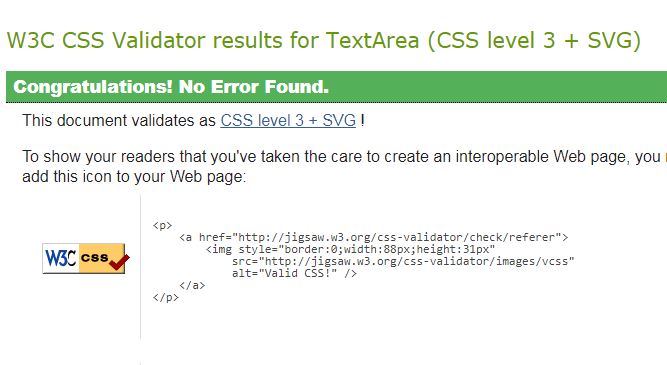 W3C CSS Validator results for TextArea (CSS level 3 + SVG)
Congratulations! No Error Found.
This document validates as CSS level 3 + SVG !
To show your readers that you've taken the care to create an interoperable Web page, you
add this icon to your Web page:
<p>
    <a href="http://jigsaw.w3.org/css-validator/check/referer">
        <img style="border:0;width:88px;height:31px"
            src="http://jigsaw.w3.org/css-validator/images/vcss"
            alt="Valid CSS!" />
    </a>
</p>
W3C css